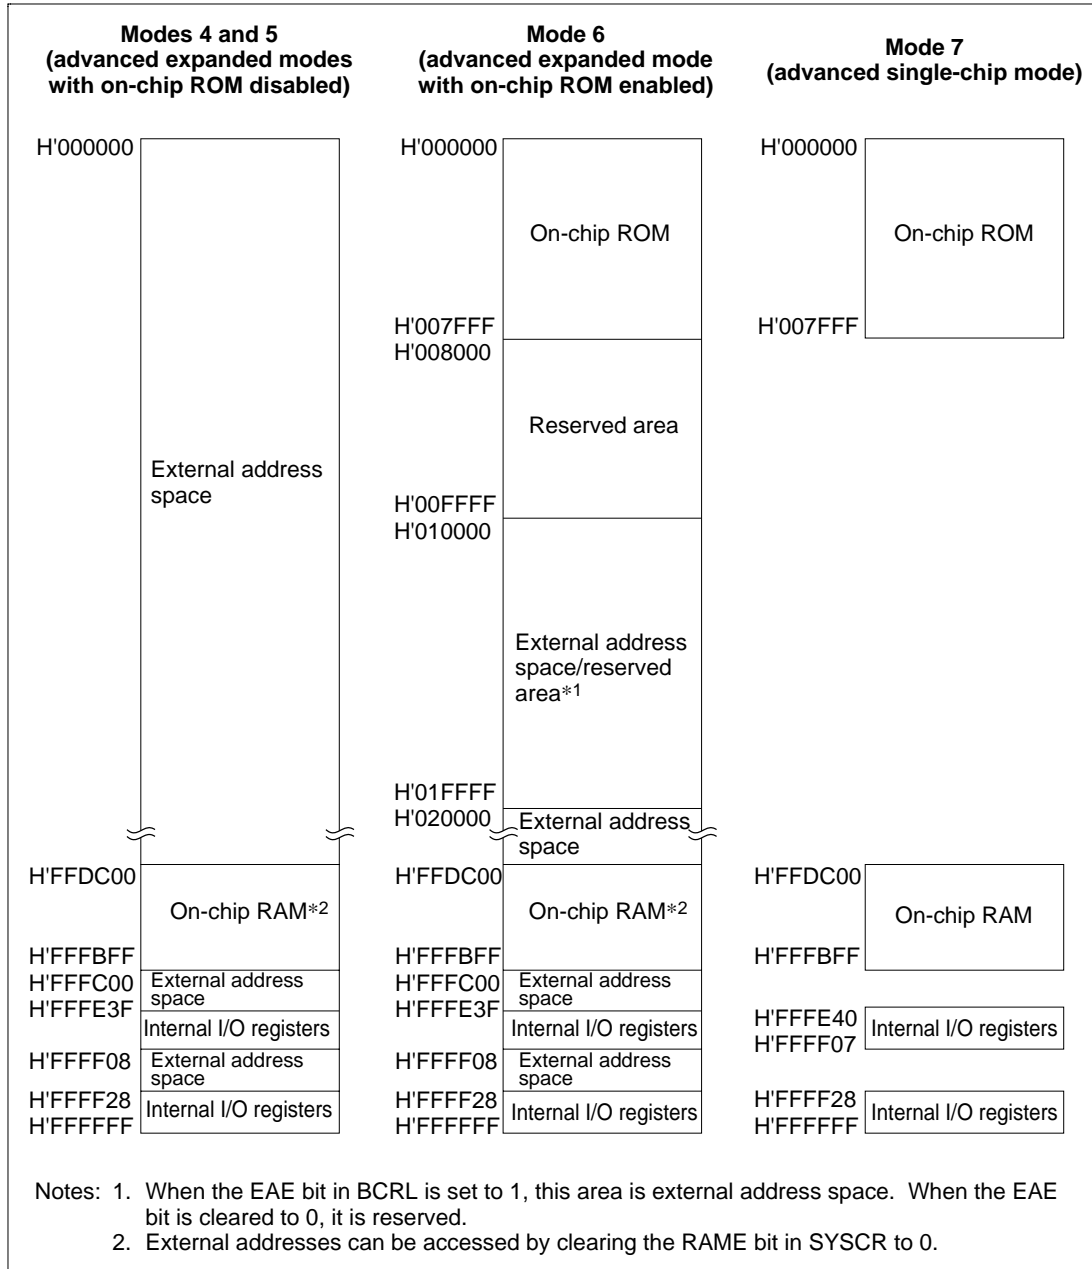 Modes 4 and 5
(advanced expanded modes
with on-chip ROM disabled)
H'000000
External address
space
H'FFDC00
On-chip RAM*2
H'FFFBFF
H'FFFC00
External address
space
H'FFFE3F
Internal I/O registers
H'FFFF08
External address
space
H'FFFF28
Internal I/O registers
H'FFFFFF
Mode 6
(advanced expanded mode
with on-chip ROM enabled)
H'000000
On-chip ROM
H'007FFF
H'008000
Reserved area
H'00FFFF
H'010000
External address
space/reserved
area*1
H'01FFFF
H'020000
External address
space
H'FFDC00
On-chip RAM*2
H'FFFBFF
H'FFFC00
External address
space
H'FFFE3F
Internal I/O registers
H'FFFF08
External address
space
H'FFFF28
Internal I/O registers
H'FFFFFF
Mode 7
(advanced single-chip mode)
H'000000
On-chip ROM
H'007FFF
H'FFDC00
On-chip RAM
H'FFFBFF
H'FFFE40
Internal I/O registers
H'FFFF07
H'FFFF28
Internal I/O registers
H'FFFFFF
Notes: 1. When the EAE bit in BCRL is set to 1, this area is external address space. When the EAE
bit is cleared to 0, it is reserved.
2. External addresses can be accessed by clearing the RAME bit in SYSCR to 0.